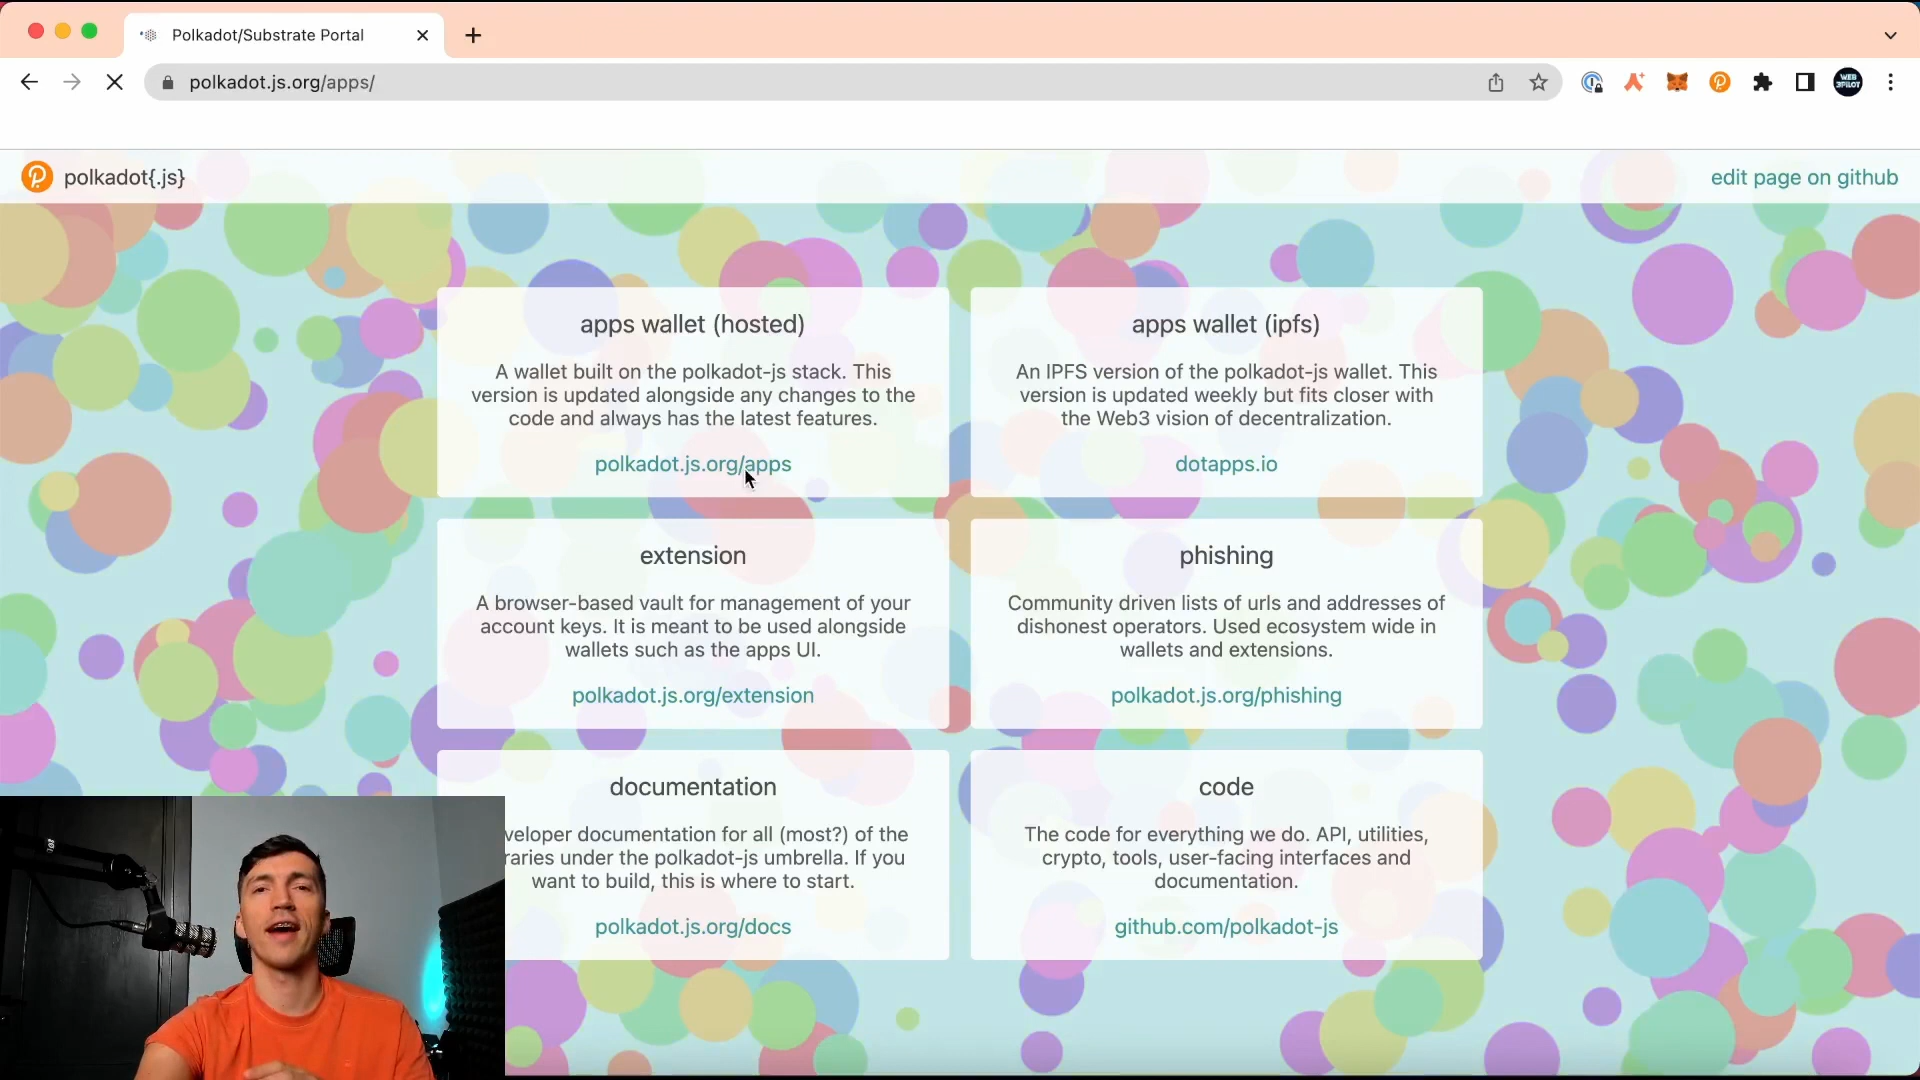 Polkadot/Substrate Portal
polkadot.js.org/apps/
WEB
3PILOT
polkadot{.js}
edit page on github
apps wallet (hosted)
A wallet built on the polkadot-js stack. This
version is updated alongside any changes to the
code and always has the latest features.
polkadot.js.org/apps
apps wallet (ipfs)
An IPFS version of the polkadot-js wallet. This
version is updated weekly but fits closer with
the Web3 vision of decentralization.
dotapps.io
extension
A browser-based vault for management of your
account keys. It is meant to be used alongside
wallets such as the apps UI.
polkadot.js.org/extension
phishing
Community driven lists of urls and addresses of
dishonest operators. Used ecosystem wide in
wallets and extensions.
polkadot.js.org/phishing
documentation
veloper documentation for all (most?) of the
raries under the polkadot-js umbrella. If you
want to build, this is where to start.
polkadot.js.org/docs
code
The code for everything we do. API, utilities,
crypto, tools, user-facing interfaces and
documentation.
github.com/polkadot-js